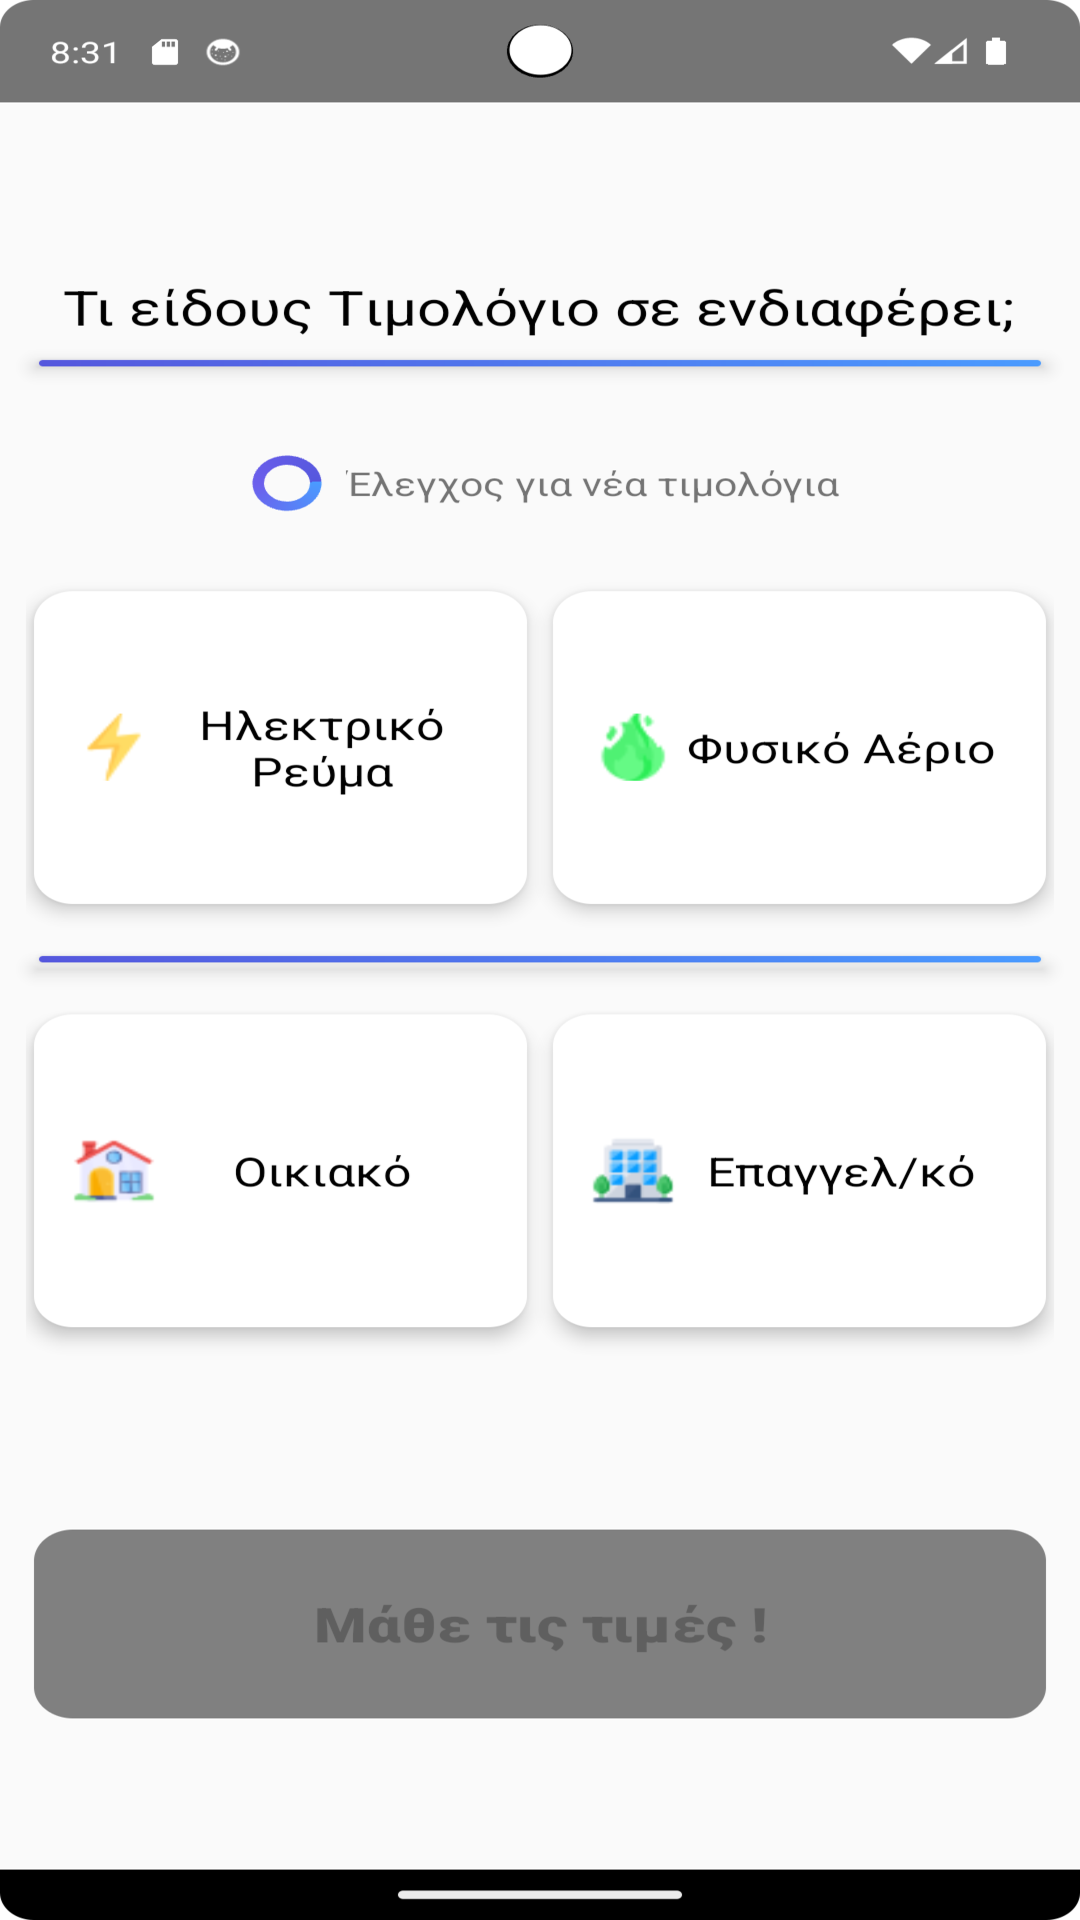 8:31
Τι είδους Τιμολόγιο σε ενδιαφέρει;
Έλεγχος για νέα τιμολόγια
Ηλεκτρικό
Ρεύμα
Φυσικό Αέριο
Οικιακό
Επαγγελ/κό
Μάθε τις τιμές !